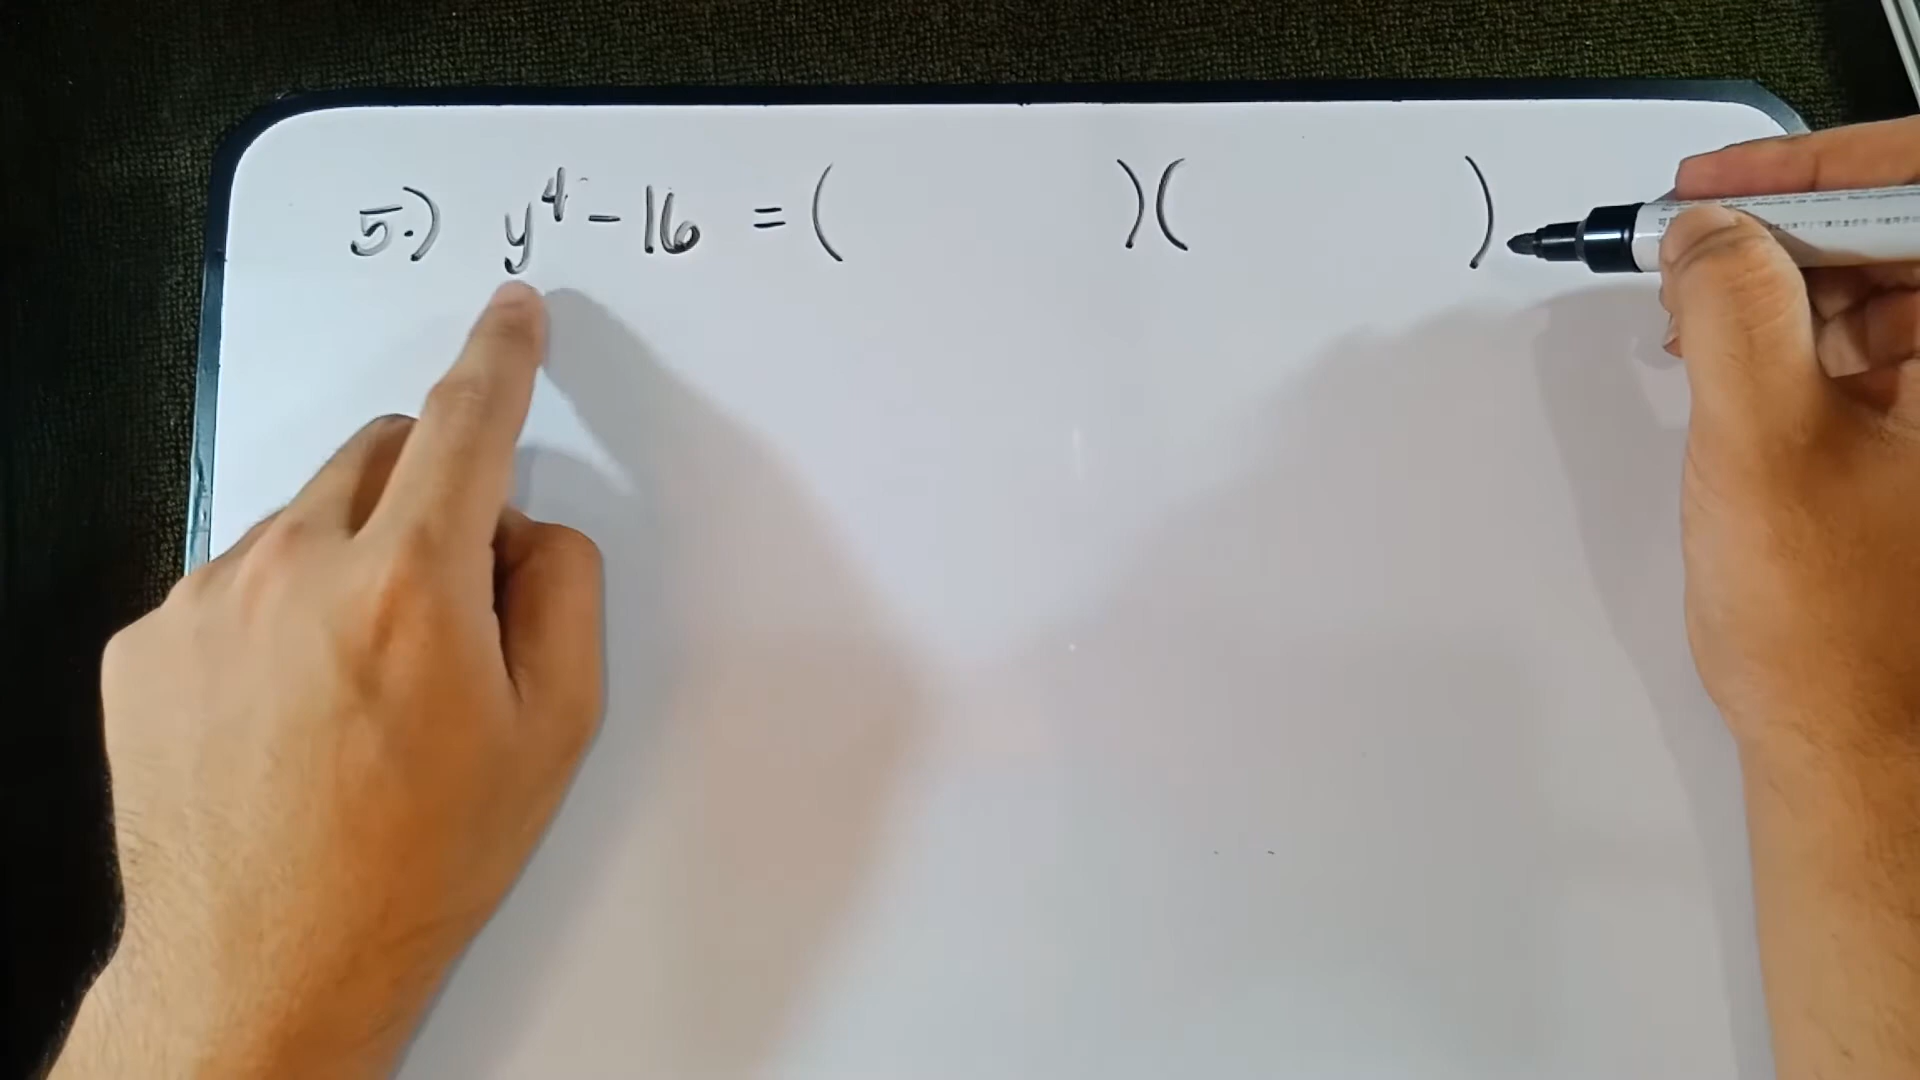 5.) y⁴ - 16 = (          )(          )